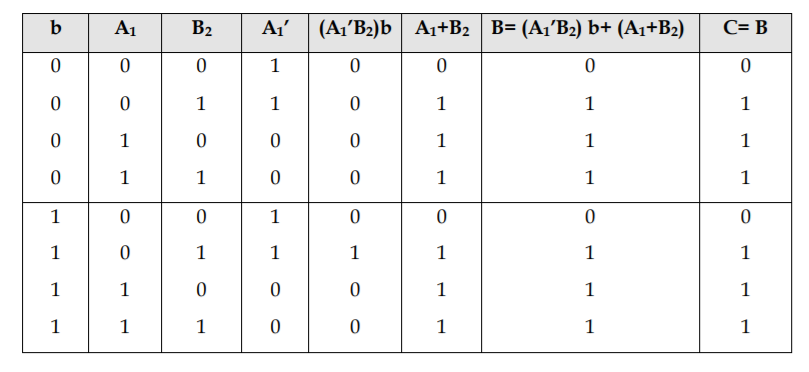 b A₁ B₂ A₁′ (A₁′B₂)b A₁+B₂ B= (A₁′B₂) b+ (A₁+B₂) C= B
0 0 0 1 0 0 0 0
0 0 1 1 0 1 1 1
0 1 0 0 0 1 1 1
0 1 1 0 0 1 1 1
1 0 0 1 0 0 0 0
1 0 1 1 1 1 1 1
1 1 0 0 0 1 1 1
1 1 1 0 0 1 1 1